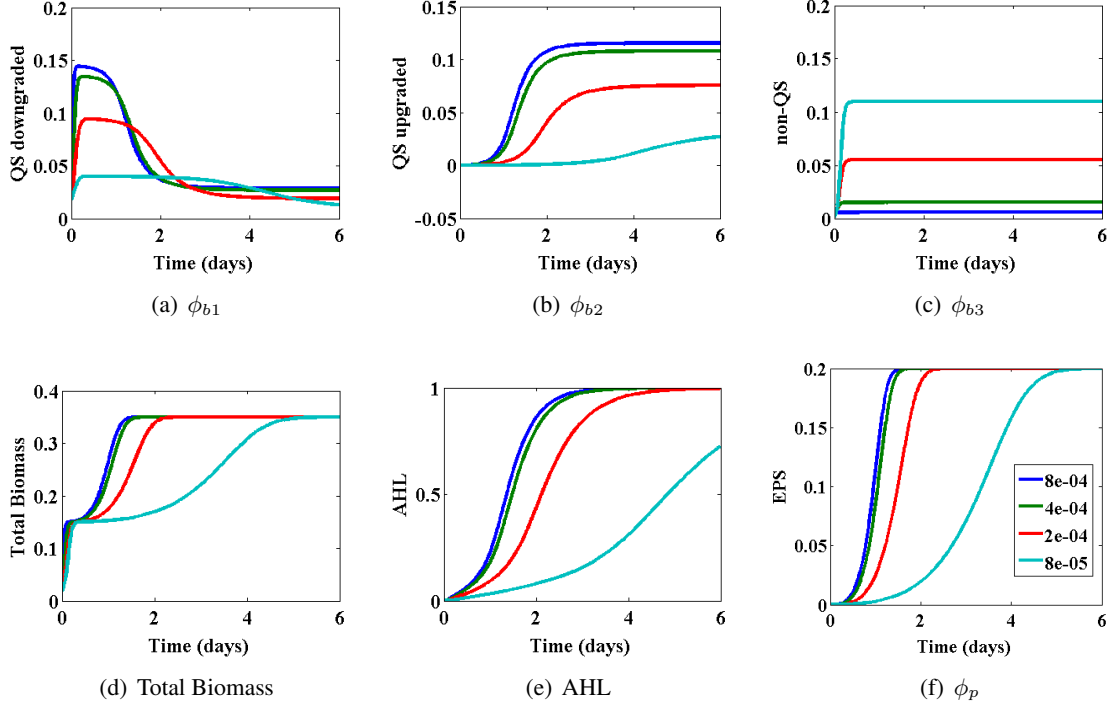 0.2
0.15
0.1
0.05
0
QS downgraded
0 2 4 6
Time (days)
(a) ϕb1
0.2
0.15
0.1
0.05
0
-0.05
QS upgraded
0 2 4 6
Time (days)
(b) ϕb2
0.2
0.15
0.1
0.05
0
non-QS
0 2 4 6
Time (days)
(c) ϕb3
0.4
0.3
0.2
0.1
0
Total Biomass
0 2 4 6
Time (days)
(d) Total Biomass
1
0.5
0
AHL
0 2 4 6
Time (days)
(e) AHL
0.2
0.15
0.1
0.05
0
EPS
8e-04
4e-04
2e-04
8e-05
0 2 4 6
Time (days)
(f) ϕp